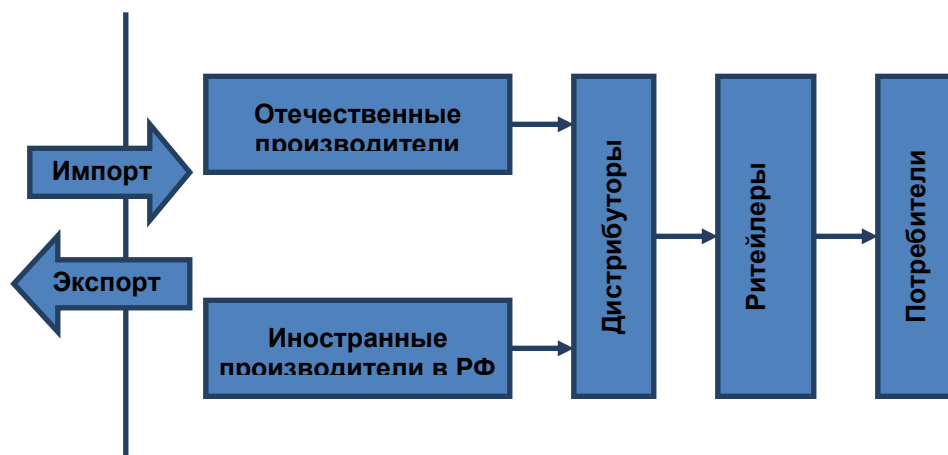 Импорт
Экспорт
Отечественные
производители
Иностранные
производители в РФ
Дистрибуторы
Ритейлеры
Потребители